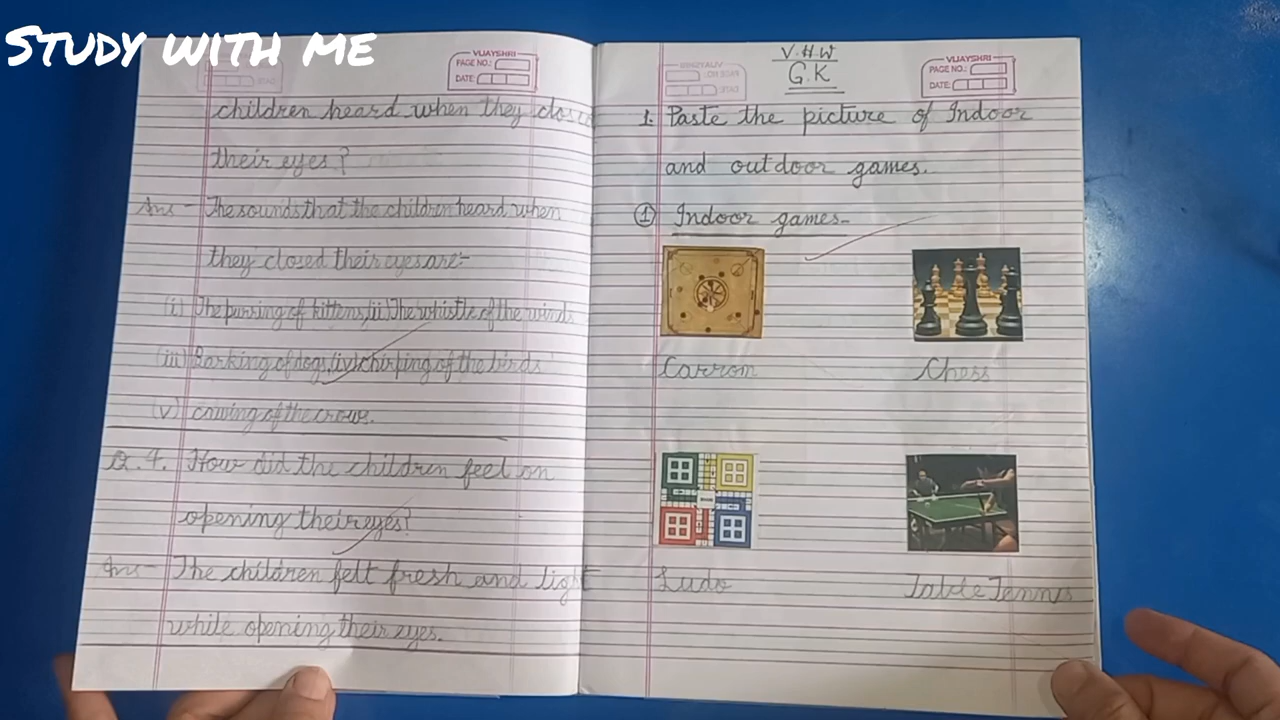 STUDY WITH ME
VIJAYSHRI
PAGE NO.:
DATE:
children heard when they closed
their eyes?
Ans - The sounds that the children heard when
they closed their eyes are:-
(i) The purring of kittens,(ii) The whistle of the winds
(iii) Barking of dogs,(iv) chirping of the birds
(v) cawing of the crows.
Q.4. How did the children feel on
opening their eyes?
Ans - The children felt fresh and light
while opening their eyes.
V.H.W
G.K
VIJAYSHRI
PAGE NO.:
DATE:
1. Paste the picture of Indoor
and outdoor games.
① Indoor games-
Carrom
Chess
Ludo
Table Tennis